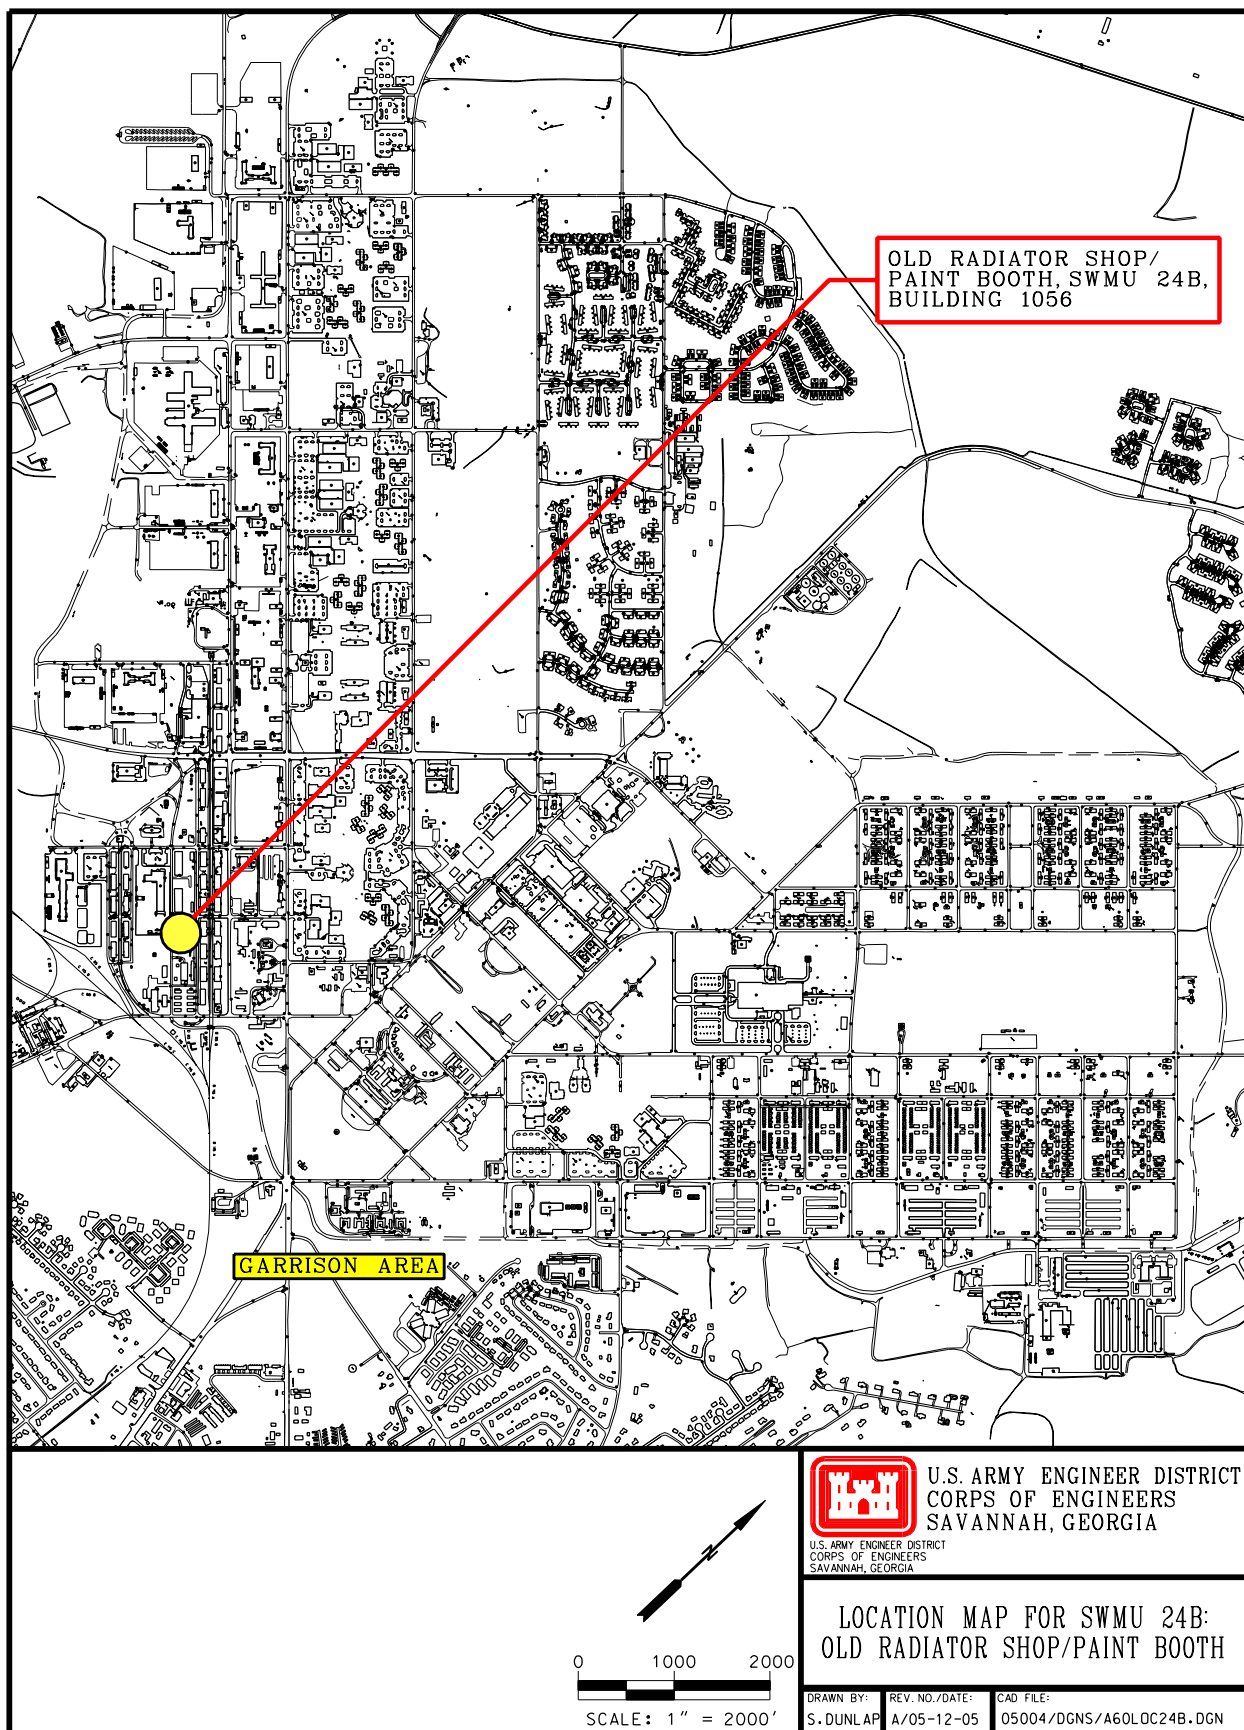 OLD RADIATOR SHOP/
PAINT BOOTH, SWMU 24B,
BUILDING 1056
GARRISON AREA
N
0 1000 2000
SCALE: 1" = 2000'
U.S. ARMY ENGINEER DISTRICT
CORPS OF ENGINEERS
SAVANNAH, GEORGIA
U.S. ARMY ENGINEER DISTRICT
CORPS OF ENGINEERS
SAVANNAH, GEORGIA
LOCATION MAP FOR SWMU 24B:
OLD RADIATOR SHOP/PAINT BOOTH
DRAWN BY:
S. DUNLAP
REV. NO./DATE:
A/05-12-05
CAD FILE:
05004/DGNS/A60LOC24B.DGN